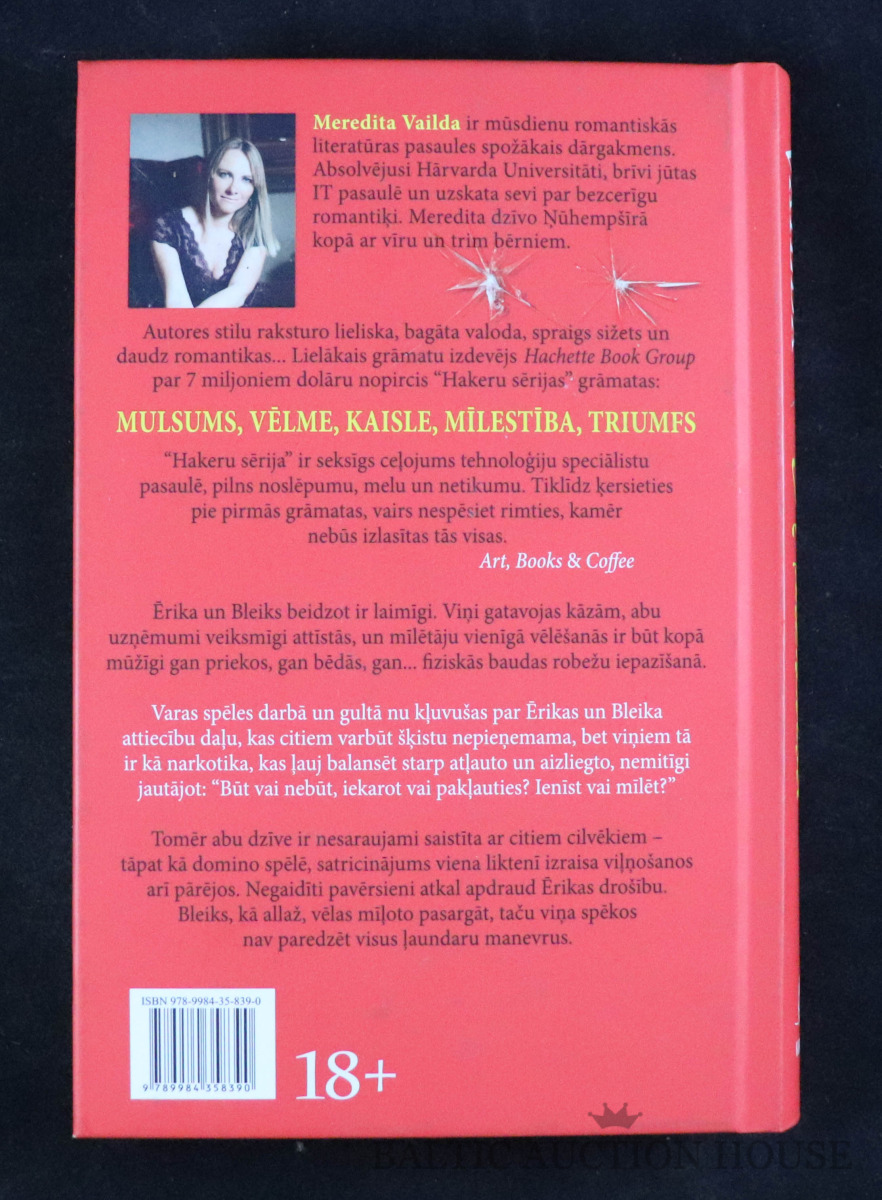 Meredita Vailda ir mūsdienu romantiskās
literatūras pasaules spožākais dārgakmens.
Absolvējusi Hārvarda Universitāti, brīvi jūtas
IT pasaulē un uzskata sevi par bezcerīgu
romantiķi. Meredita dzīvo Ņūhempšīrā
kopā ar vīru un trim bērniem.
Autores stilu raksturo lieliska, bagāta valoda, spraigs sižets un
daudz romantikas... Lielākais grāmatu izdevējs Hachette Book Group
par 7 miljoniem dolāru nopircis “Hakeru sērijas” grāmatas:
MULSUMS, VĒLME, KAISLE, MĪLESTĪBA, TRIUMFS
“Hakeru sērija” ir seksīgs ceļojums tehnoloģiju speciālistu
pasaulē, pilns noslēpumu, melu un netikumu. Tiklīdz ķersieties
pie pirmās grāmatas, vairs nespēsiet rimties, kamēr
nebūs izlasītas tās visas.
Art, Books & Coffee
Ērika un Bleiks beidzot ir laimīgi. Viņi gatavojas kāzām, abu
uzņēmumi veiksmīgi attīstās, un mīlētāju vienīgā vēlēšanās ir būt kopā
mūžīgi gan priekos, gan bēdās, gan... fiziskās baudas robežu iepazīšanā.
Varas spēles darbā un gultā nu kļuvušas par Ērikas un Bleika
attiecību daļu, kas citiem varbūt šķistu nepieņemama, bet viņiem tā
ir kā narkotika, kas ļauj balansēt starp atļauto un aizliegto, nemitīgi
jautājot: “Būt vai nebūt, iekarot vai pakļauties? Ienīst vai mīlēt?”
Tomēr abu dzīve ir nesaraujami saistīta ar citiem cilvēkiem –
tāpat kā domino spēlē, satricinājums viena liktenī izraisa viļņošanos
arī pārējos. Negaidīti pavērsieni atkal apdraud Ērikas drošību.
Bleiks, kā allaž, vēlas mīļoto pasargāt, taču viņa spēkos
nav paredzēt visus ļaundaru manevrus.
ISBN 978-9984-35-839-0
9 789984 358390
18+
BALTIC AUCTION HOUSE